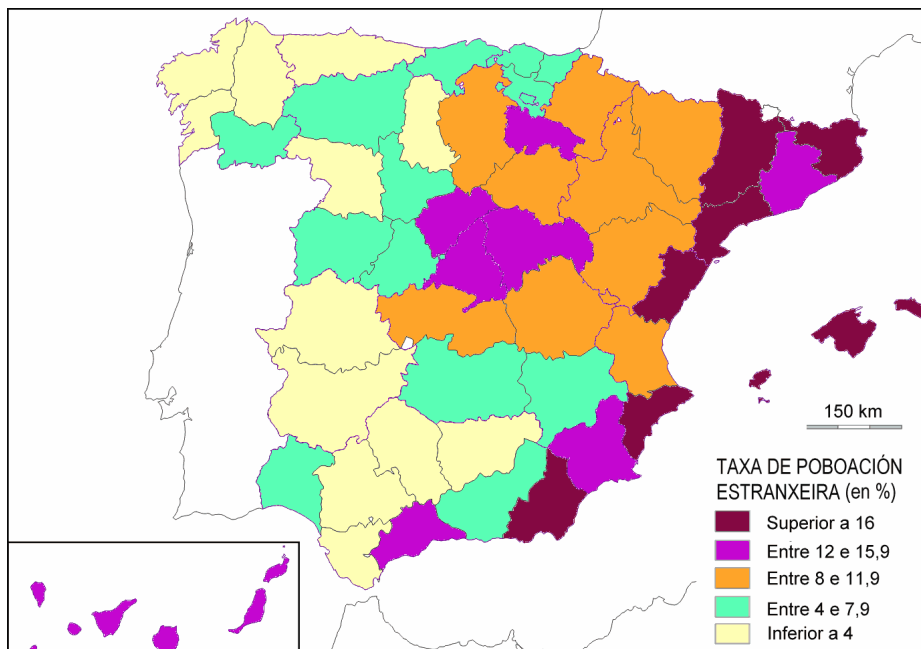 150 km
TAXA DE POBOACIÓN
ESTRANXEIRA (en %)
Superior a 16
Entre 12 e 15,9
Entre 8 e 11,9
Entre 4 e 7,9
Inferior a 4